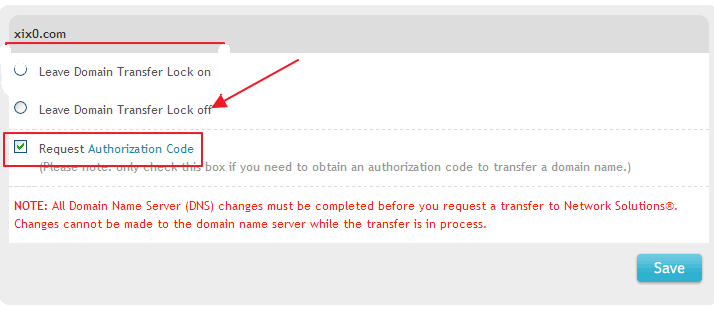 xix0.com
Leave Domain Transfer Lock on
Leave Domain Transfer Lock off
Request Authorization Code
(Please note: only check this box if you need to obtain an authorization code to transfer a domain name.)
NOTE: All Domain Name Server (DNS) changes must be completed before you request a transfer to Network Solutions®.
Changes cannot be made to the domain name server while the transfer is in process.
Save